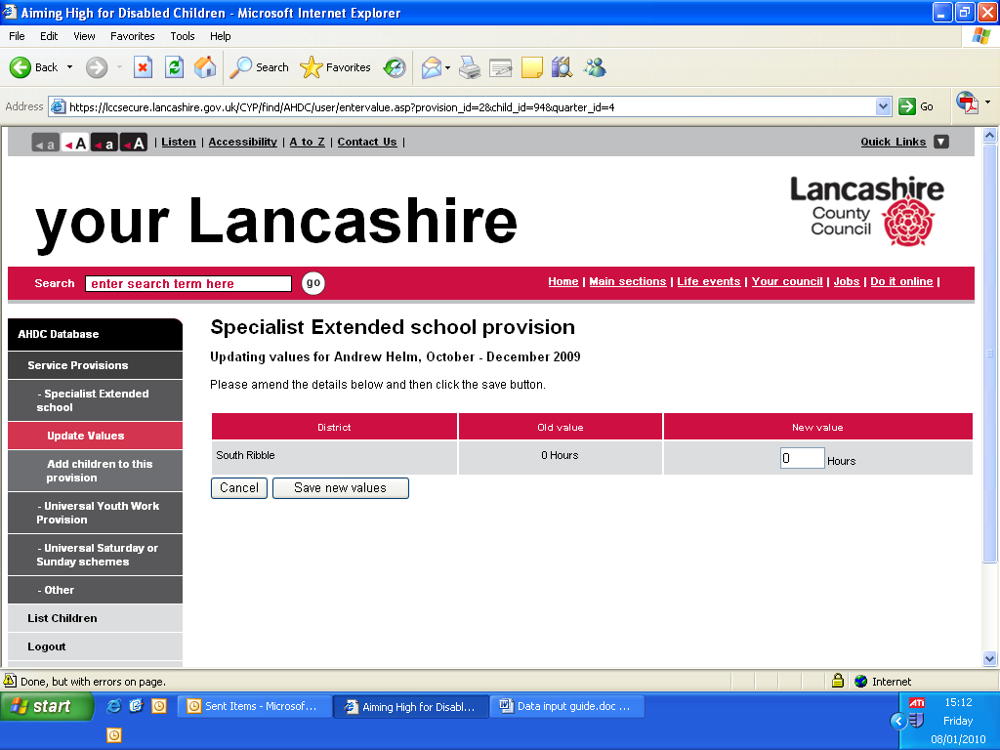 Aiming High for Disabled Children - Microsoft Internet Explorer
File Edit View Favorites Tools Help
Back Search Favorites
Address https://lccsecure.lancashire.gov.uk/CYP/find/AHDC/user/entervalue.asp?provision_id=2&child_id=94&quarter_id=4 Go
a A a A | Listen | Accessibility | A to Z | Contact Us | Quick Links
your Lancashire
Lancashire
County
Council
Search enter search term here go Home | Main sections | Life events | Your council | Jobs | Do it online |
AHDC Database
Service Provisions
- Specialist Extended
school
Update Values
Add children to this
provision
- Universal Youth Work
Provision
- Universal Saturday or
Sunday schemes
- Other
List Children
Logout
Specialist Extended school provision
Updating values for Andrew Helm, October - December 2009
Please amend the details below and then click the save button.
District Old value New value
South Ribble 0 Hours 0 Hours
Cancel Save new values
Done, but with errors on page. Internet
start Sent Items - Microsof... Aiming High for Disabl... Data input guide.doc ... ATI 15:12
Friday
08/01/2010